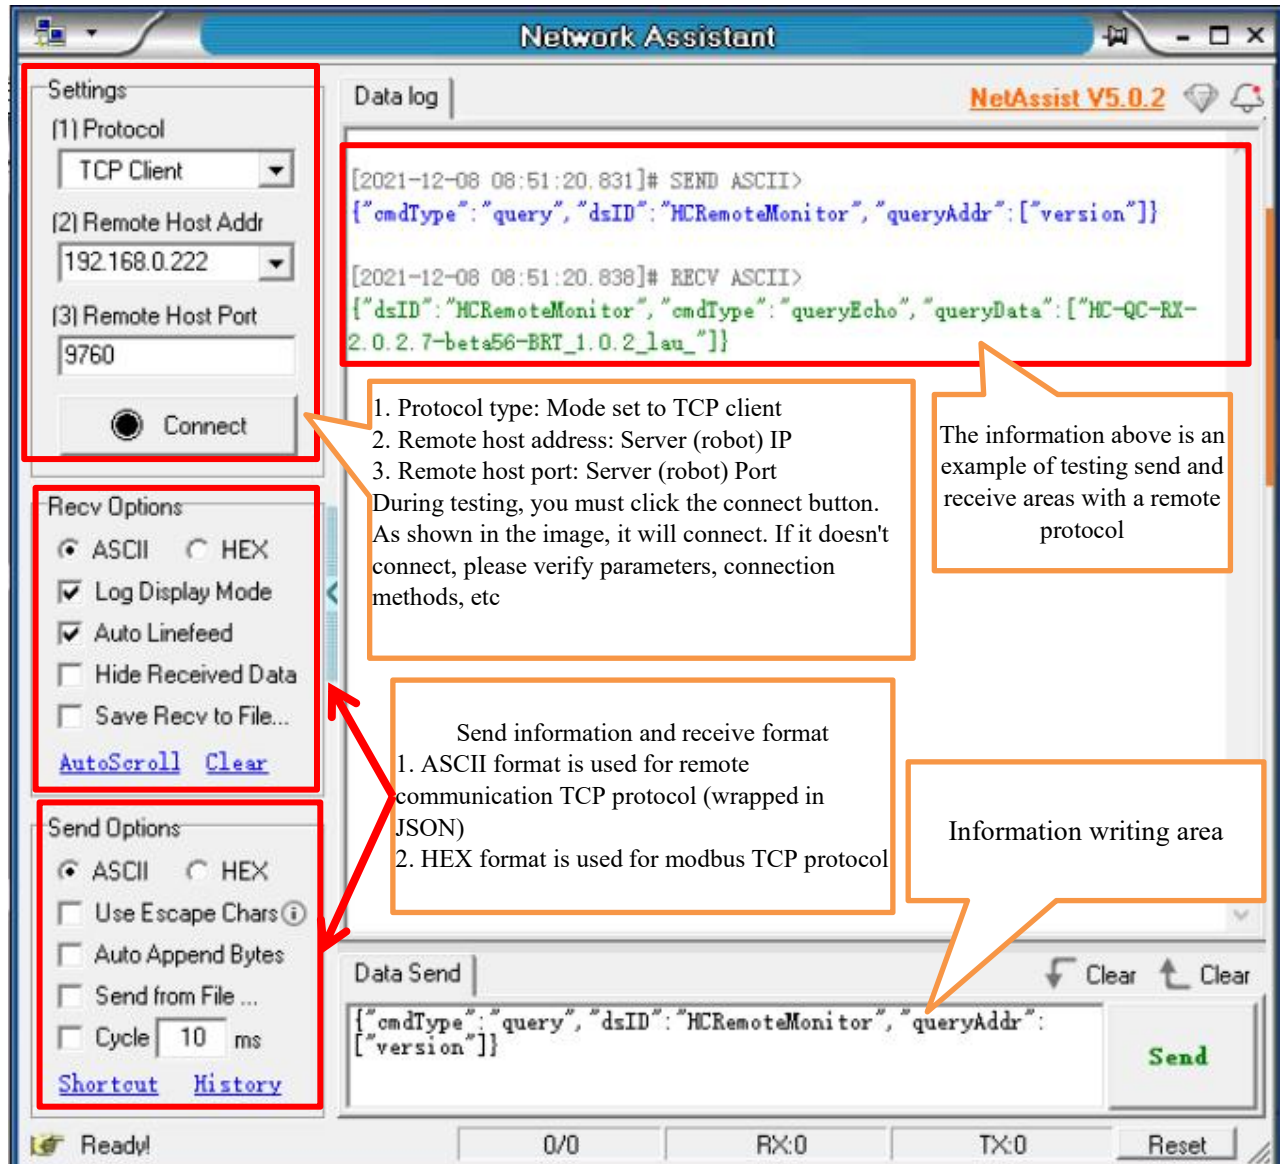 Network Assistant
Settings
(1) Protocol
TCP Client
(2) Remote Host Addr
192.168.0.222
(3) Remote Host Port
9760
Connect
Recv Options
ASCII HEX
Log Display Mode
Auto Linefeed
Hide Received Data
Save Recv to File...
AutoScroll Clear
Send Options
ASCII HEX
Use Escape Chars
Auto Append Bytes
Send from File ...
Cycle 10 ms
Shortcut History
Data log
NetAssist V5.0.2
[2021-12-08 08:51:20.831]# SEND ASCII>
{"cmdType":"query","dsID":"HCRemoteMonitor","queryAddr":["version"]}
[2021-12-08 08:51:20.838]# RECV ASCII>
{"dsID":"HCRemoteMonitor","cmdType":"queryEcho","queryData":["HC-QC-RX-
2.0.2.7-beta56-BRT_1.0.2_lau_"]}
1. Protocol type: Mode set to TCP client
2. Remote host address: Server (robot) IP
3. Remote host port: Server (robot) Port
During testing, you must click the connect button.
As shown in the image, it will connect. If it doesn't
connect, please verify parameters, connection
methods, etc
The information above is an
example of testing send and
receive areas with a remote
protocol
Send information and receive format
1. ASCII format is used for remote
communication TCP protocol (wrapped in
JSON)
2. HEX format is used for modbus TCP protocol
Information writing area
Data Send
Clear Clear
{"cmdType":"query","dsID":"HCRemoteMonitor","queryAddr":
["version"]}
Send
Ready!
0/0
RX:0
TX:0
Reset